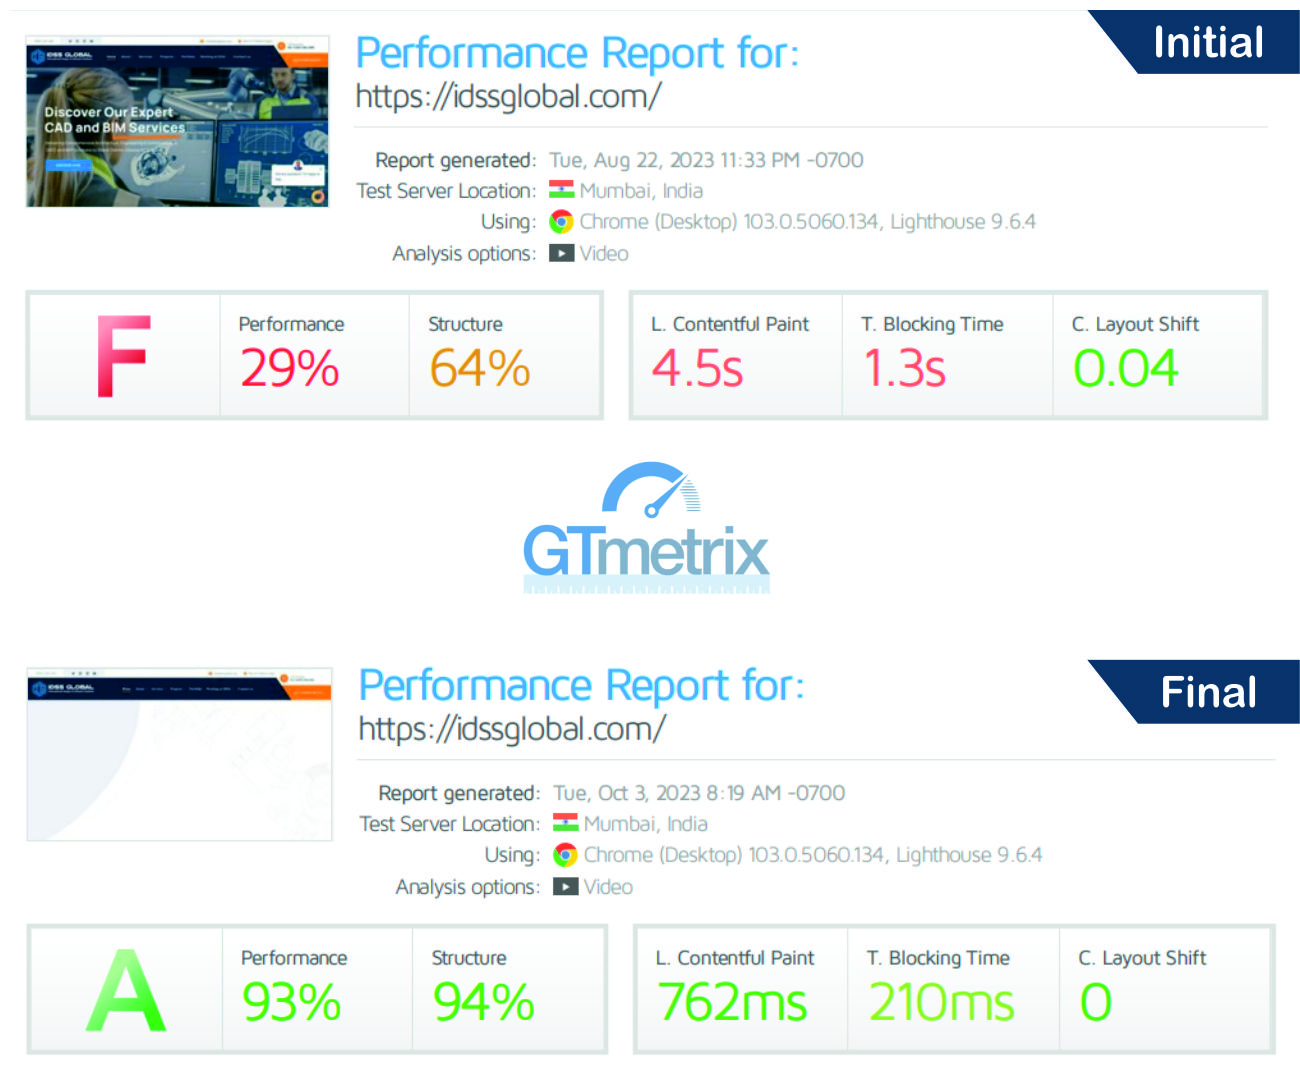 Initial
Performance Report for:
https://idssglobal.com/
IDSS GLOBAL
Discover Our Expert
CAD and BIM Services
Report generated: Tue, Aug 22, 2023 11:33 PM -0700
Test Server Location: Mumbai, India
Using: Chrome (Desktop) 103.0.5060.134, Lighthouse 9.6.4
Analysis options: Video
F
Performance
29%
Structure
64%
L. Contentful Paint
4.5s
T. Blocking Time
1.3s
C. Layout Shift
0.04
GTmetrix
Final
Performance Report for:
https://idssglobal.com/
IDSS GLOBAL
Report generated: Tue, Oct 3, 2023 8:19 AM -0700
Test Server Location: Mumbai, India
Using: Chrome (Desktop) 103.0.5060.134, Lighthouse 9.6.4
Analysis options: Video
A
Performance
93%
Structure
94%
L. Contentful Paint
762ms
T. Blocking Time
210ms
C. Layout Shift
0